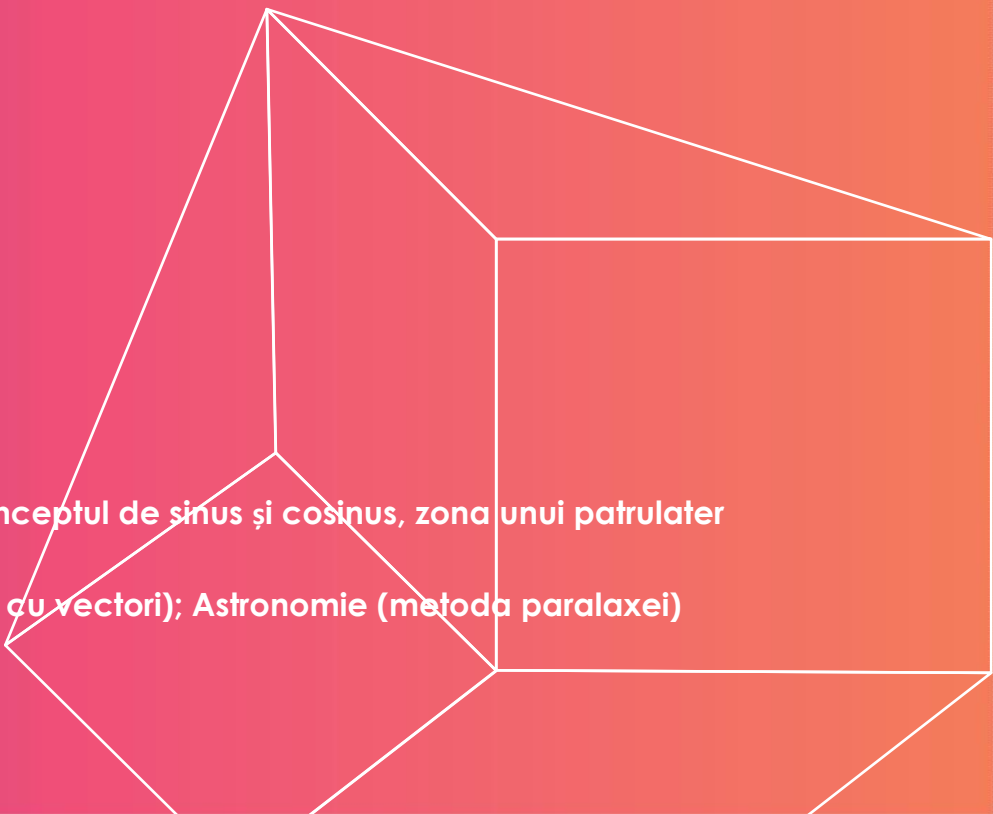 nceptul de sinus și cosinus, zona unui patrulater
cu vectori); Astronomie (metoda paralaxei)